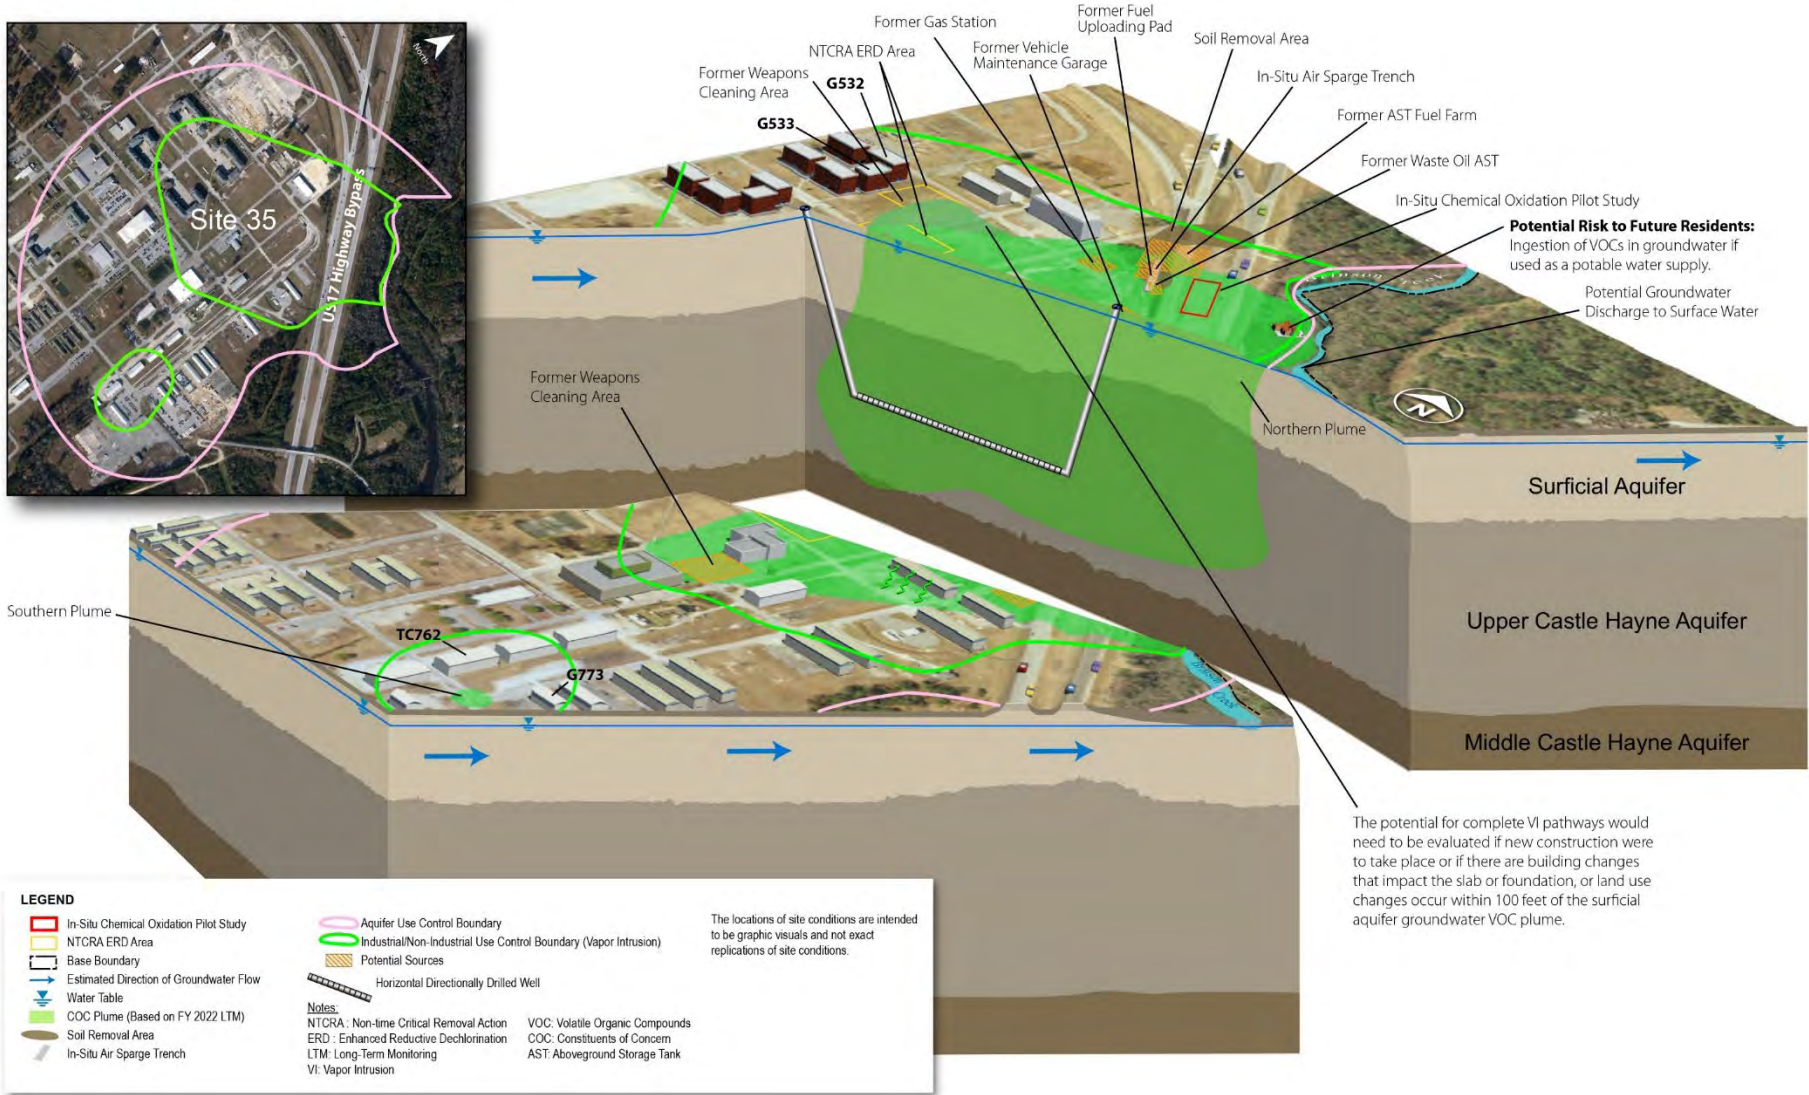 North
Site 35
US17 Highway Bypass
Former Gas Station
NTCRA ERD Area
Former Weapons
Cleaning Area
G532
G533
Former Vehicle
Maintenance Garage
Former Fuel
Uploading Pad
Soil Removal Area
In-Situ Air Sparge Trench
Former AST Fuel Farm
Former Waste Oil AST
In-Situ Chemical Oxidation Pilot Study
Potential Risk to Future Residents:
Ingestion of VOCs in groundwater if
used as a potable water supply.
Potential Groundwater
Discharge to Surface Water
Brinson Creek
N
Northern Plume
Surficial Aquifer
Upper Castle Hayne Aquifer
Middle Castle Hayne Aquifer
Former Weapons
Cleaning Area
Southern Plume
TC762
G773
Brinson
Creek
The potential for complete VI pathways would
need to be evaluated if new construction were
to take place or if there are building changes
that impact the slab or foundation, or land use
changes occur within 100 feet of the surficial
aquifer groundwater VOC plume.
LEGEND
In-Situ Chemical Oxidation Pilot Study
NTCRA ERD Area
Base Boundary
Estimated Direction of Groundwater Flow
Water Table
COC Plume (Based on FY 2022 LTM)
Soil Removal Area
In-Situ Air Sparge Trench
Aquifer Use Control Boundary
Industrial/Non-Industrial Use Control Boundary (Vapor Intrusion)
Potential Sources
Horizontal Directionally Drilled Well
Notes:
NTCRA : Non-time Critical Removal Action
ERD : Enhanced Reductive Dechlorination
LTM: Long-Term Monitoring
VI: Vapor Intrusion
VOC: Volatile Organic Compounds
COC: Constituents of Concern
AST: Aboveground Storage Tank
The locations of site conditions are intended
to be graphic visuals and not exact
replications of site conditions.